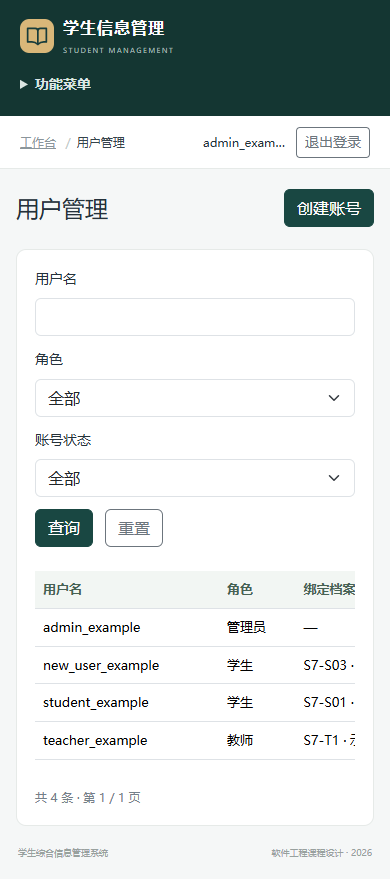 学生信息管理
STUDENT MANAGEMENT
▶ 功能菜单
工作台 / 用户管理 admin_exam... 退出登录
用户管理 创建账号
用户名
角色
全部
账号状态
全部
查询 重置
用户名 角色 绑定档案
admin_example 管理员 —
new_user_example 学生 S7-S03 ·
student_example 学生 S7-S01 ·
teacher_example 教师 S7-T1 ·
共 4 条 · 第 1 / 1 页
学生综合信息管理系统 软件工程课程设计 · 2026